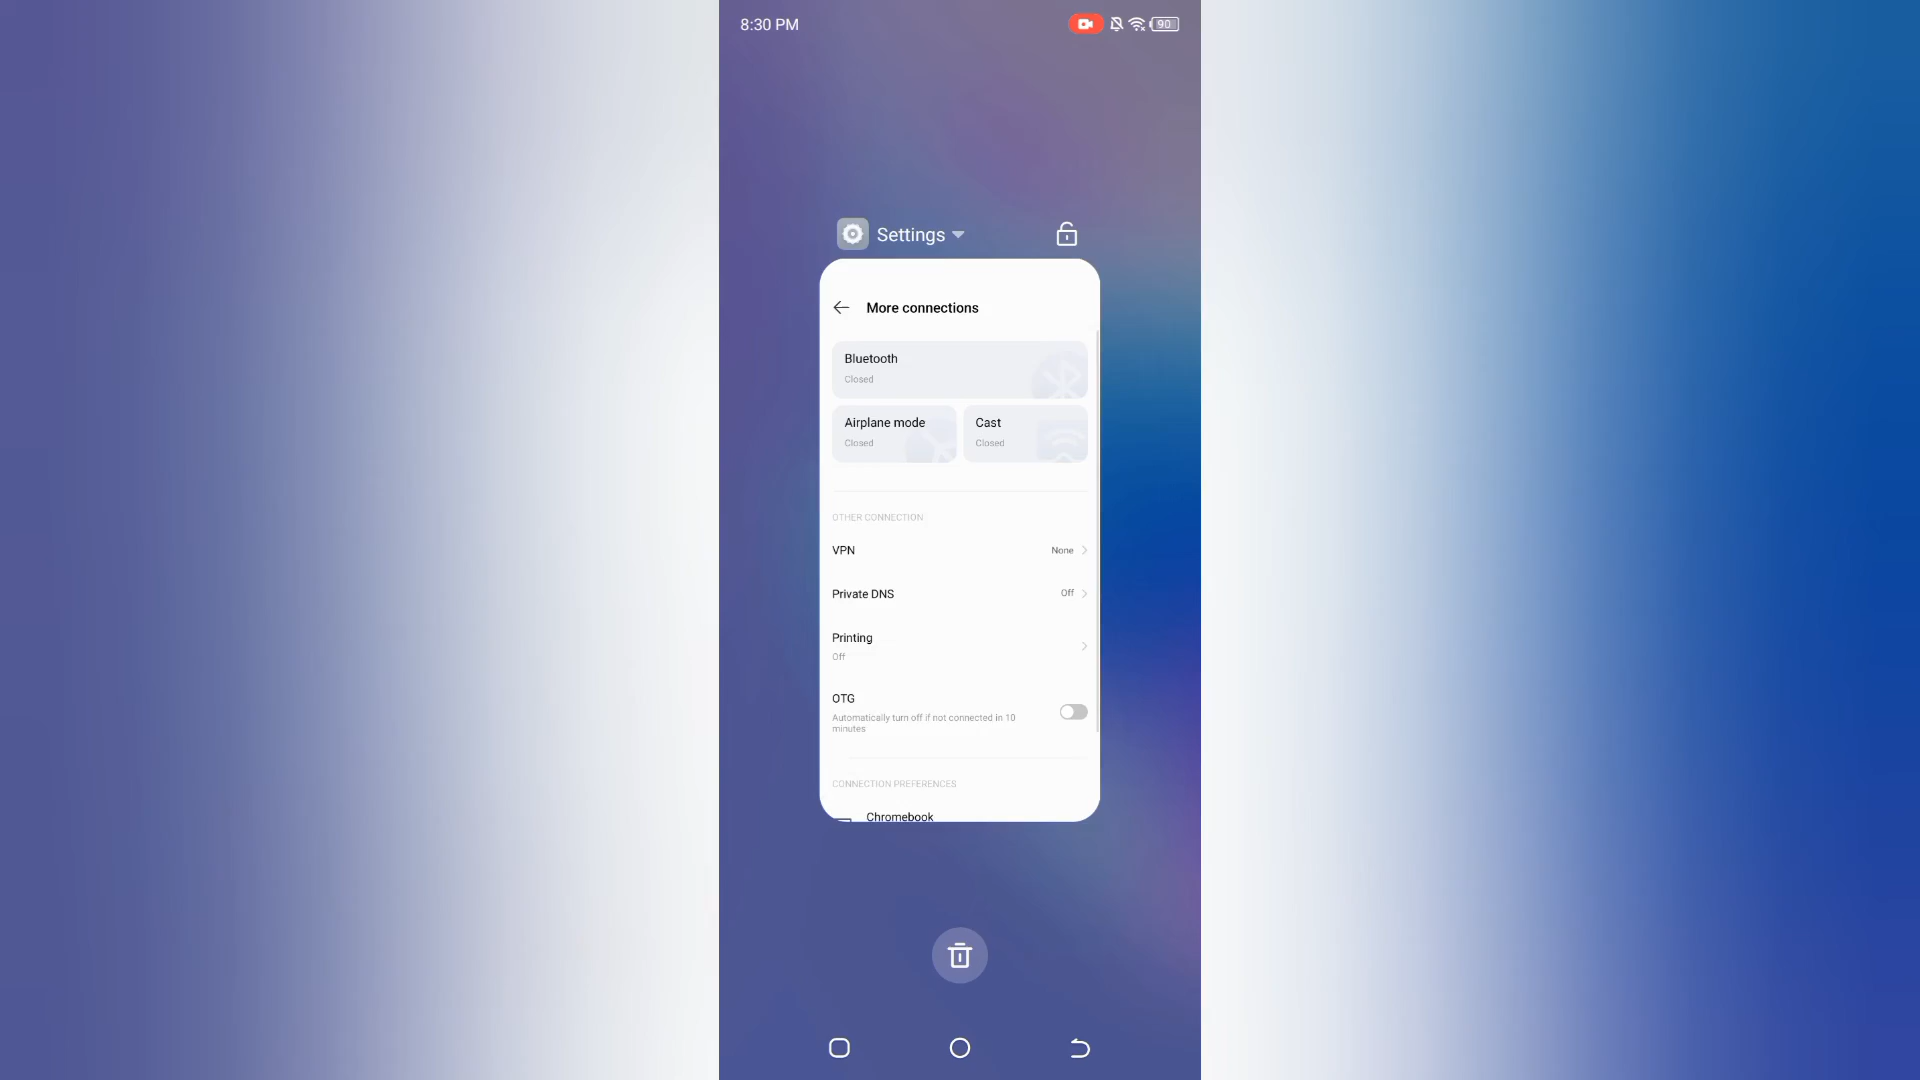 8:30 PM
90
Settings
More connections
Bluetooth
Closed
Airplane mode
Closed
Cast
Closed
OTHER CONNECTION
VPN
None
Private DNS
Off
Printing
Off
OTG
Automatically turn off if not connected in 10
minutes
CONNECTION PREFERENCES
Chromebook